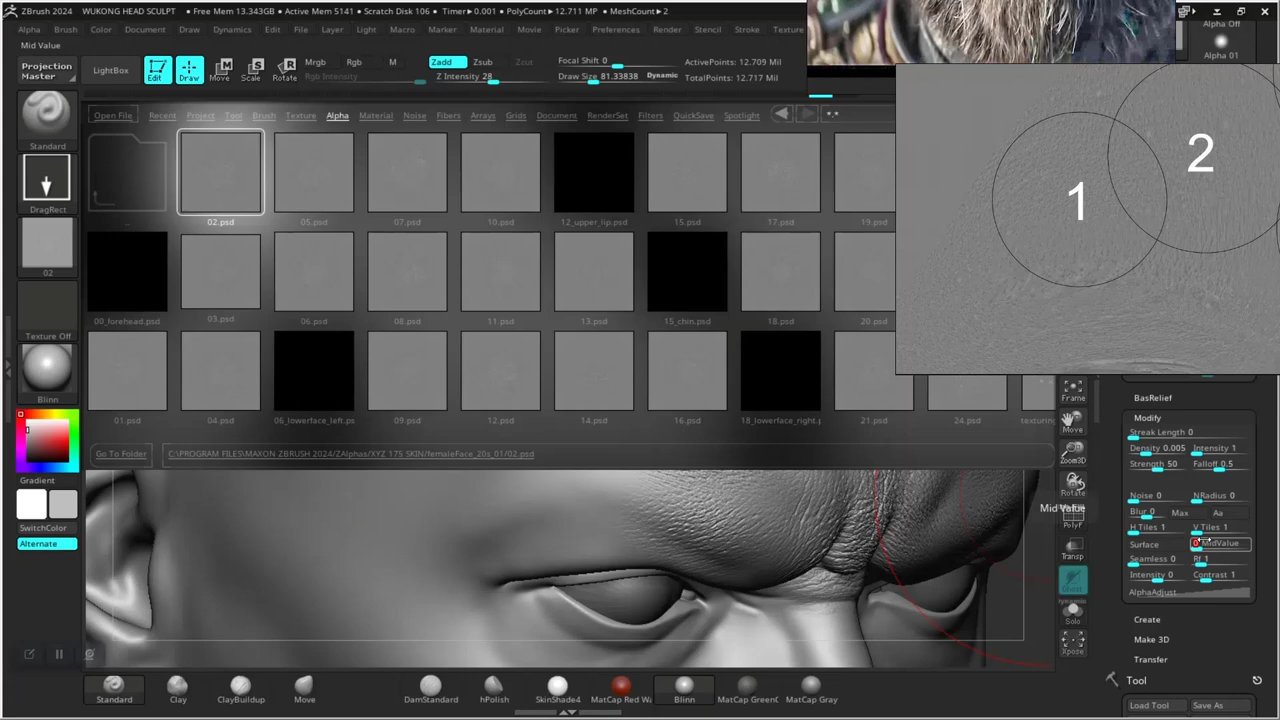 ZBrush 2024 WUKONG HEAD SCULPT • Free Mem 13.343GB • Active Mem 5141 • Scratch Disk 106 • Timer▸0.001 • PolyCount▸12.711 MP • MeshCount▸2
Alpha Brush Color Document Draw Dynamics Edit File Layer Light Macro Marker Material Movie Picker Preferences Render Stencil Stroke Texture
Alpha Off
Alpha 01
Mid Value
Projection Master
LightBox
Edit Draw Move Scale Rotate
Mrgb Rgb M
Rgb Intensity
Zadd Zsub Zcut
Z Intensity 28
Focal Shift 0
Draw Size 81.33838 Dynamic
ActivePoints: 12.709 Mil
TotalPoints: 12.717 Mil
Open File Recent Project Tool Brush Texture Alpha Material Noise Fibers Arrays Grids Document RenderSet Filters QuickSave Spotlight
Standard
DragRect
02
Texture Off
Blinn
Gradient
SwitchColor
Alternate
.. 02.psd 05.psd 07.psd 10.psd 12_upper_lip.ps 15.psd 17.psd 19.psd
00_forehead.psd 03.psd 06.psd 08.psd 11.psd 13.psd 15_chin.psd 18.psd 20.psd
01.psd 04.psd 06_lowerface_left.ps 09.psd 12.psd 14.psd 16.psd 18_lowerface_right.p 21.psd 24.psd texturing
Go To Folder C:\PROGRAM FILES\MAXON ZBRUSH 2024/ZAlphas/XYZ 175 SKIN/femaleFace_20s_01/02.psd
1
2
Frame
Move
Zoom3D
Rotate
PolyF
Transp
Ghost
Dynamic
Solo
Xpose
Mid Value
BasRelief
Modify
Streak Length 0
Density 0.005 Intensity 1
Strength 50 Falloff 0.5
Noise 0 NRadius 0
Blur 0 Max Aa
H Tiles 1 V Tiles 1
Surface 0 MidValue
Seamless 0 Rf 1
Intensity 0 Contrast 1
AlphaAdjust
Create
Make 3D
Transfer
Tool
Load Tool Save As
Standard Clay ClayBuildup Move DamStandard hPolish SkinShade4 MatCap Red W Blinn MatCap GreenC MatCap Gray